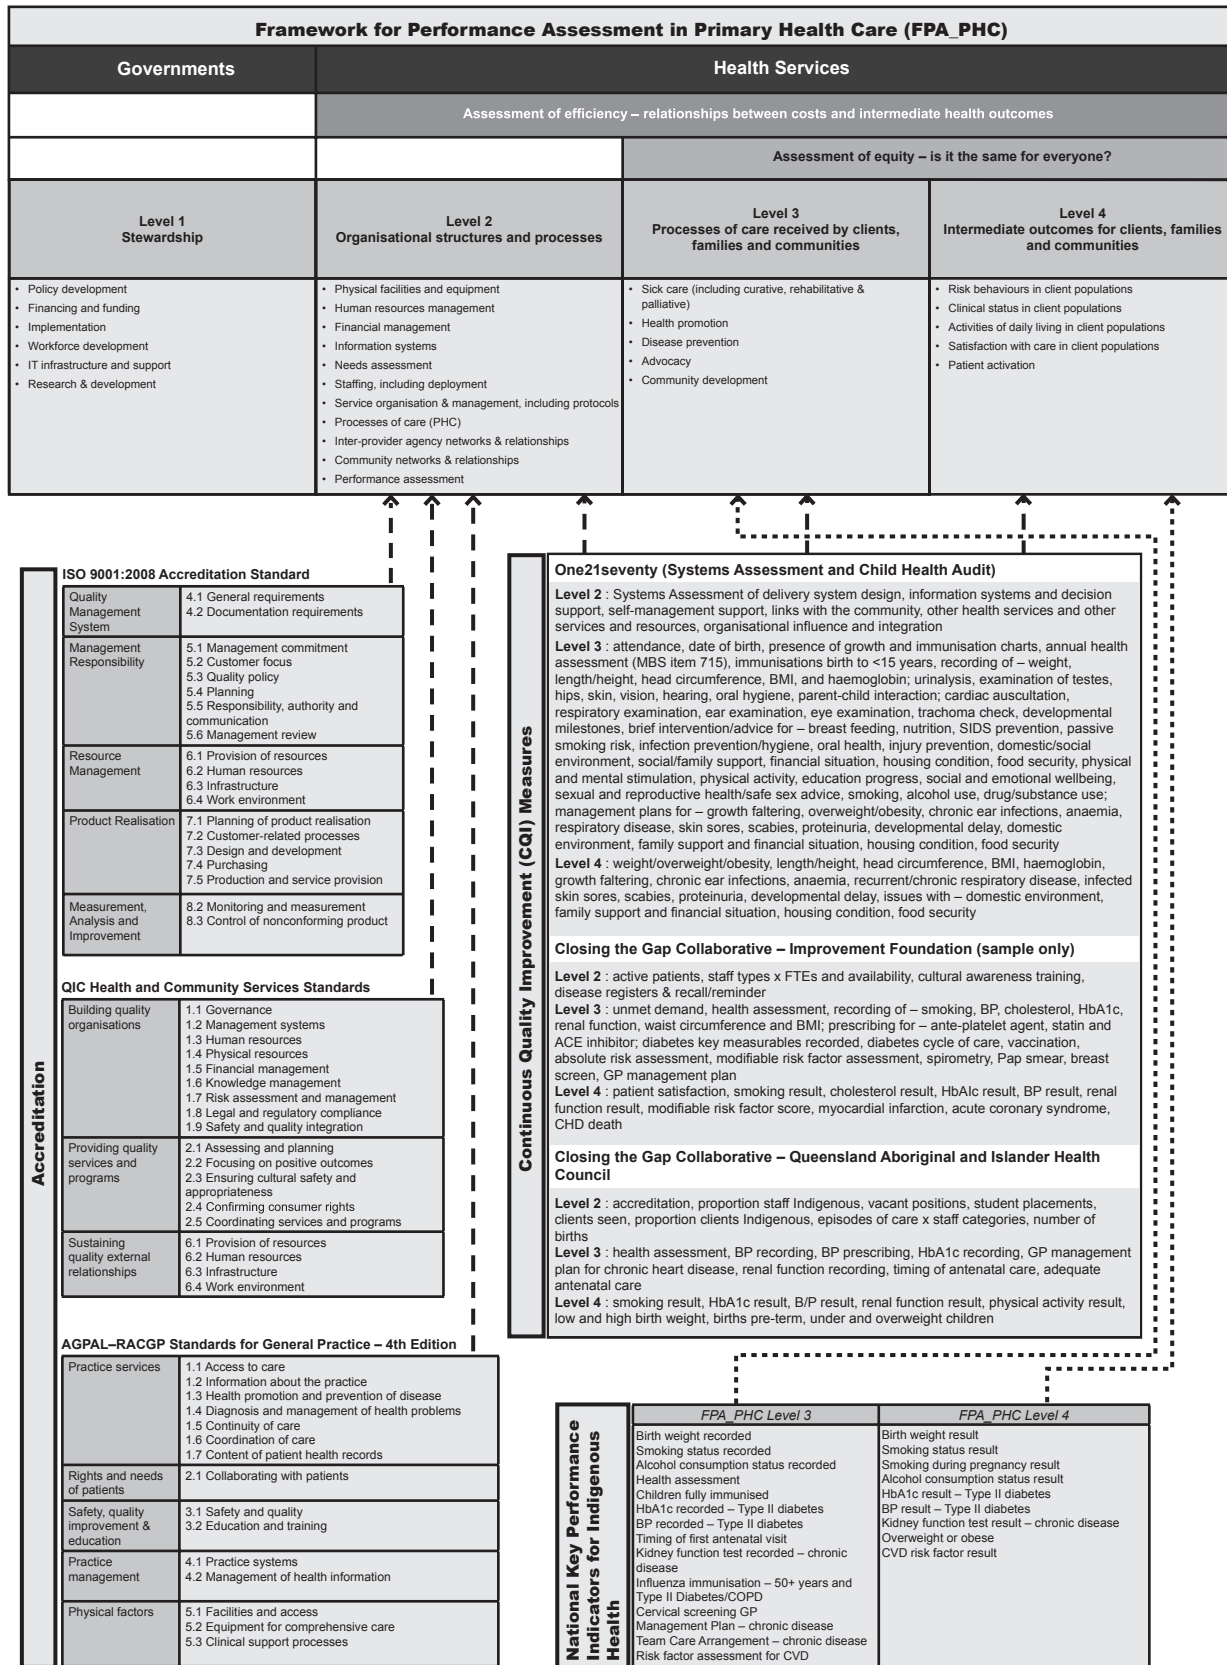 Framework for Performance Assessment in Primary Health Care (FPA_PHC)
Governments
Health Services
Assessment of efficiency – relationships between costs and intermediate health outcomes
Assessment of equity – is it the same for everyone?
Level 1
Stewardship
Level 2
Organisational structures and processes
Level 3
Processes of care received by clients,
families and communities
Level 4
Intermediate outcomes for clients, families
and communities
• Policy development
• Financing and funding
• Implementation
• Workforce development
• IT infrastructure and support
• Research & development
• Physical facilities and equipment
• Human resources management
• Financial management
• Information systems
• Needs assessment
• Staffing, including deployment
• Service organisation & management, including protocols
• Processes of care (PHC)
• Inter-provider agency networks & relationships
• Community networks & relationships
• Performance assessment
• Sick care (including curative, rehabilitative &
palliative)
• Health promotion
• Disease prevention
• Advocacy
• Community development
• Risk behaviours in client populations
• Clinical status in client populations
• Activities of daily living in client populations
• Satisfaction with care in client populations
• Patient activation
Accreditation
ISO 9001:2008 Accreditation Standard
Quality
Management
System
4.1 General requirements
4.2 Documentation requirements
Management
Responsibility
5.1 Management commitment
5.2 Customer focus
5.3 Quality policy
5.4 Planning
5.5 Responsibility, authority and
communication
5.6 Management review
Resource
Management
6.1 Provision of resources
6.2 Human resources
6.3 Infrastructure
6.4 Work environment
Product Realisation
7.1 Planning of product realisation
7.2 Customer-related processes
7.3 Design and development
7.4 Purchasing
7.5 Production and service provision
Measurement,
Analysis and
Improvement
8.2 Monitoring and measurement
8.3 Control of nonconforming product
QIC Health and Community Services Standards
Building quality
organisations
1.1 Governance
1.2 Management systems
1.3 Human resources
1.4 Physical resources
1.5 Financial management
1.6 Knowledge management
1.7 Risk assessment and management
1.8 Legal and regulatory compliance
1.9 Safety and quality integration
Providing quality
services and
programs
2.1 Assessing and planning
2.2 Focusing on positive outcomes
2.3 Ensuring cultural safety and
appropriateness
2.4 Confirming consumer rights
2.5 Coordinating services and programs
Sustaining
quality external
relationships
6.1 Provision of resources
6.2 Human resources
6.3 Infrastructure
6.4 Work environment
AGPAL–RACGP Standards for General Practice – 4th Edition
Practice services
1.1 Access to care
1.2 Information about the practice
1.3 Health promotion and prevention of disease
1.4 Diagnosis and management of health problems
1.5 Continuity of care
1.6 Coordination of care
1.7 Content of patient health records
Rights and needs
of patients
2.1 Collaborating with patients
Safety, quality
improvement &
education
3.1 Safety and quality
3.2 Education and training
Practice
management
4.1 Practice systems
4.2 Management of health information
Physical factors
5.1 Facilities and access
5.2 Equipment for comprehensive care
5.3 Clinical support processes
Continuous Quality Improvement (CQI) Measures
One21seventy (Systems Assessment and Child Health Audit)
Level 2 : Systems Assessment of delivery system design, information systems and decision
support, self-management support, links with the community, other health services and other
services and resources, organisational influence and integration
Level 3 : attendance, date of birth, presence of growth and immunisation charts, annual health
assessment (MBS item 715), immunisations birth to <15 years, recording of – weight,
length/height, head circumference, BMI, and haemoglobin; urinalysis, examination of testes,
hips, skin, vision, hearing, oral hygiene, parent-child interaction; cardiac auscultation,
respiratory examination, ear examination, eye examination, trachoma check, developmental
milestones, brief intervention/advice for – breast feeding, nutrition, SIDS prevention, passive
smoking risk, infection prevention/hygiene, oral health, injury prevention, domestic/social
environment, social/family support, financial situation, housing condition, food security, physical
and mental stimulation, physical activity, education progress, social and emotional wellbeing,
sexual and reproductive health/safe sex advice, smoking, alcohol use, drug/substance use;
management plans for – growth faltering, overweight/obesity, chronic ear infections, anaemia,
respiratory disease, skin sores, scabies, proteinuria, developmental delay, domestic
environment, family support and financial situation, housing condition, food security
Level 4 : weight/overweight/obesity, length/height, head circumference, BMI, haemoglobin,
growth faltering, chronic ear infections, anaemia, recurrent/chronic respiratory disease, infected
skin sores, scabies, proteinuria, developmental delay, issues with – domestic environment,
family support and financial situation, housing condition, food security
Closing the Gap Collaborative – Improvement Foundation (sample only)
Level 2 : active patients, staff types x FTEs and availability, cultural awareness training,
disease registers & recall/reminder
Level 3 : unmet demand, health assessment, recording of – smoking, BP, cholesterol, HbA1c,
renal function, waist circumference and BMI; prescribing for – ante-platelet agent, statin and
ACE inhibitor; diabetes key measurables recorded, diabetes cycle of care, vaccination,
absolute risk assessment, modifiable risk factor assessment, spirometry, Pap smear, breast
screen, GP management plan
Level 4 : patient satisfaction, smoking result, cholesterol result, HbAIc result, BP result, renal
function result, modifiable risk factor score, myocardial infarction, acute coronary syndrome,
CHD death
Closing the Gap Collaborative – Queensland Aboriginal and Islander Health
Council
Level 2 : accreditation, proportion staff Indigenous, vacant positions, student placements,
clients seen, proportion clients Indigenous, episodes of care x staff categories, number of
births
Level 3 : health assessment, BP recording, BP prescribing, HbA1c recording, GP management
plan for chronic heart disease, renal function recording, timing of antenatal care, adequate
antenatal care
Level 4 : smoking result, HbA1c result, B/P result, renal function result, physical activity result,
low and high birth weight, births pre-term, under and overweight children
National Key Performance
Indicators for Indigenous
Health
FPA_PHC Level 3
Birth weight recorded
Smoking status recorded
Alcohol consumption status recorded
Health assessment
Children fully immunised
HbA1c recorded – Type II diabetes
BP recorded – Type II diabetes
Timing of first antenatal visit
Kidney function test recorded – chronic
disease
Influenza immunisation – 50+ years and
Type II Diabetes/COPD
Cervical screening GP
Management Plan – chronic disease
Team Care Arrangement – chronic disease
Risk factor assessment for CVD
FPA_PHC Level 4
Birth weight result
Smoking status result
Smoking during pregnancy result
Alcohol consumption status result
HbA1c result – Type II diabetes
BP result – Type II diabetes
Kidney function test result – chronic disease
Overweight or obese
CVD risk factor result